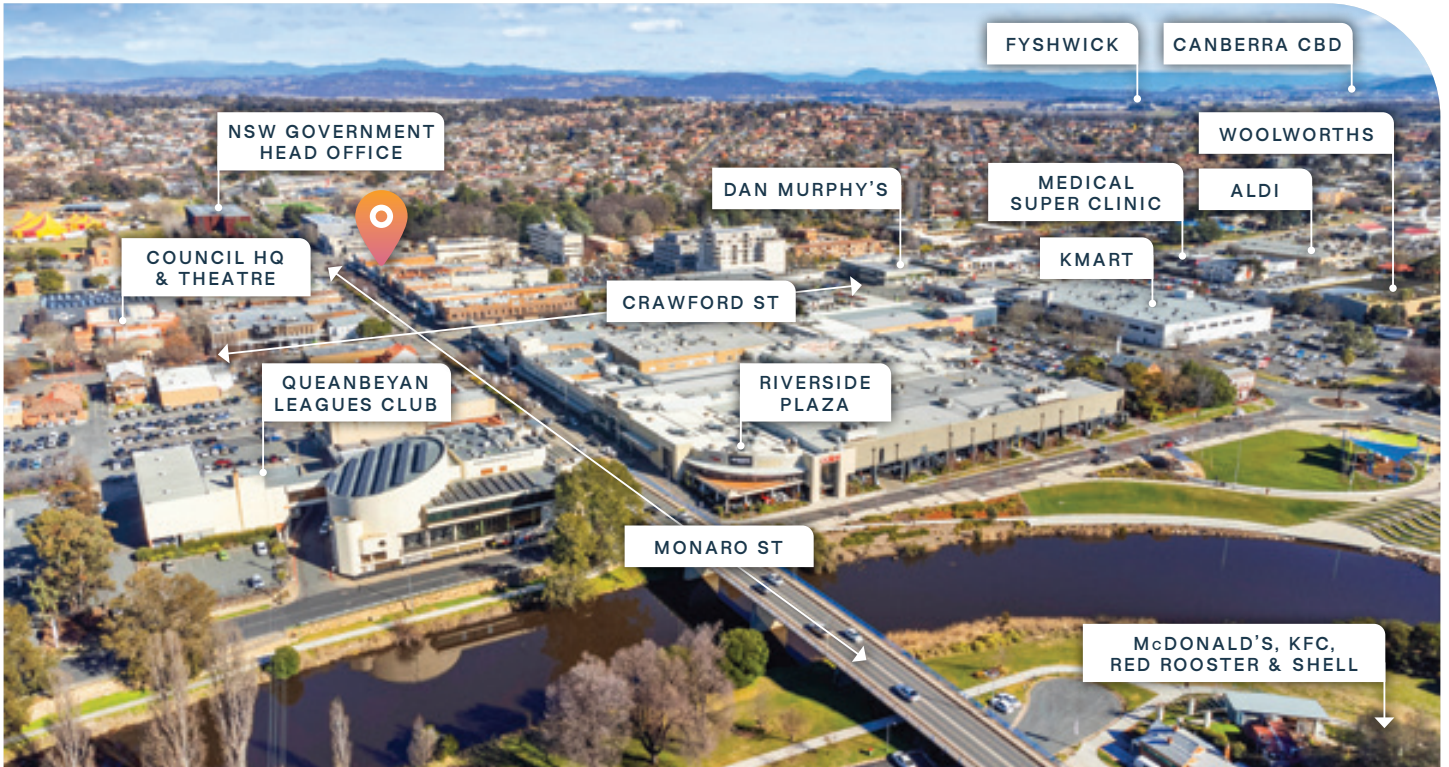 FYSHWICK
CANBERRA CBD
NSW GOVERNMENT
HEAD OFFICE
WOOLWORTHS
DAN MURPHY'S
MEDICAL
SUPER CLINIC
ALDI
COUNCIL HQ
& THEATRE
KMART
CRAWFORD ST
QUEANBEYAN
LEAGUES CLUB
RIVERSIDE
PLAZA
MONARO ST
McDONALD'S, KFC,
RED ROOSTER & SHELL